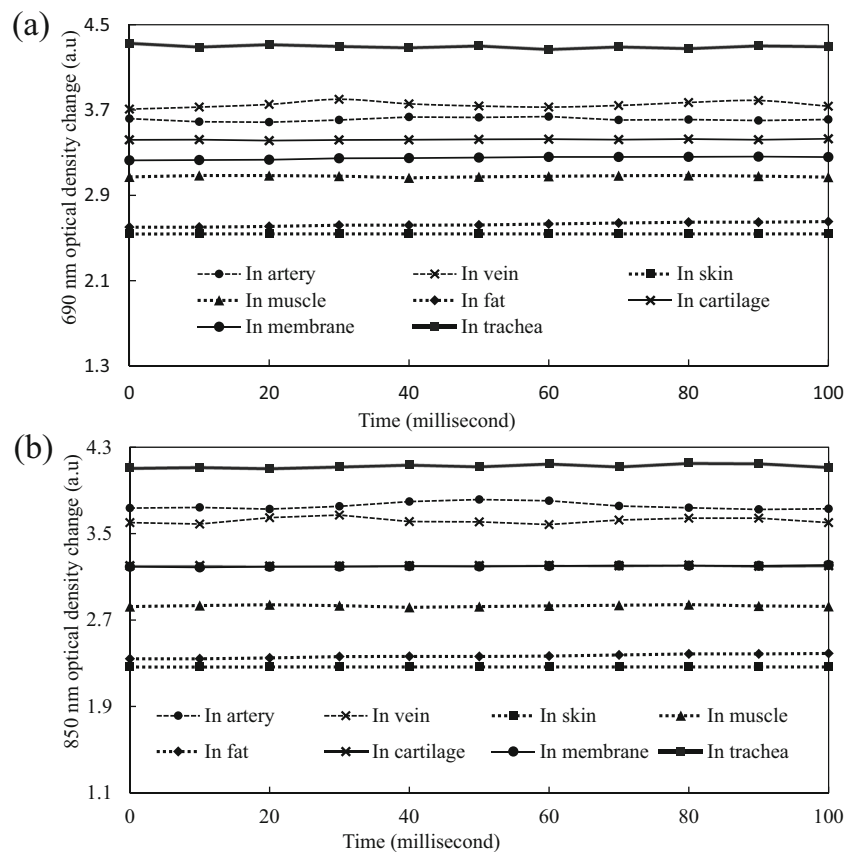 (a)
690 nm optical density change (a.u)
4.5
3.7
2.9
2.1
1.3
In artery In vein In skin
In muscle In fat In cartilage
In membrane In trachea
0 20 40 60 80 100
Time (millisecond)
(b)
850 nm optical density change (a.u)
4.3
3.5
2.7
1.9
1.1
In artery In vein In skin In muscle
In fat In cartilage In membrane In trachea
0 20 40 60 80 100
Time (millisecond)